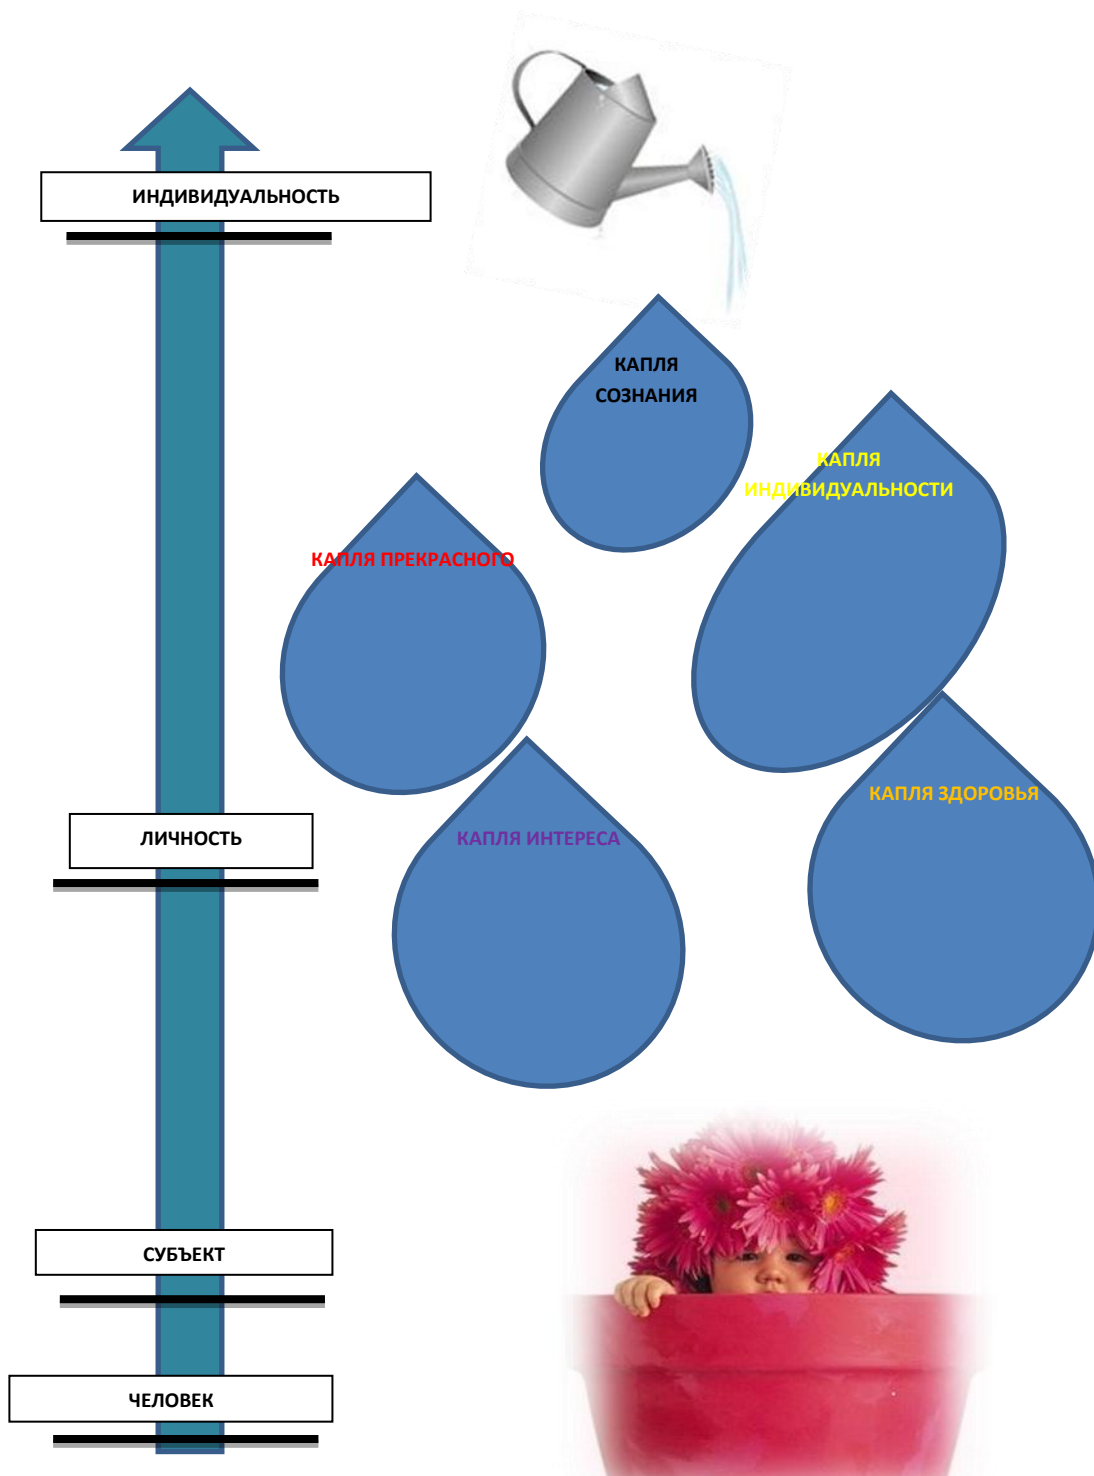 ИНДИВИДУАЛЬНОСТЬ
КАПЛЯ
СОЗНАНИЯ
КАПЛЯ
ИНДИВИДУАЛЬНОСТИ
КАПЛЯ ПРЕКРАСНОГО
КАПЛЯ ЗДОРОВЬЯ
ЛИЧНОСТЬ
КАПЛЯ ИНТЕРЕСА
СУБЪЕКТ
ЧЕЛОВЕК